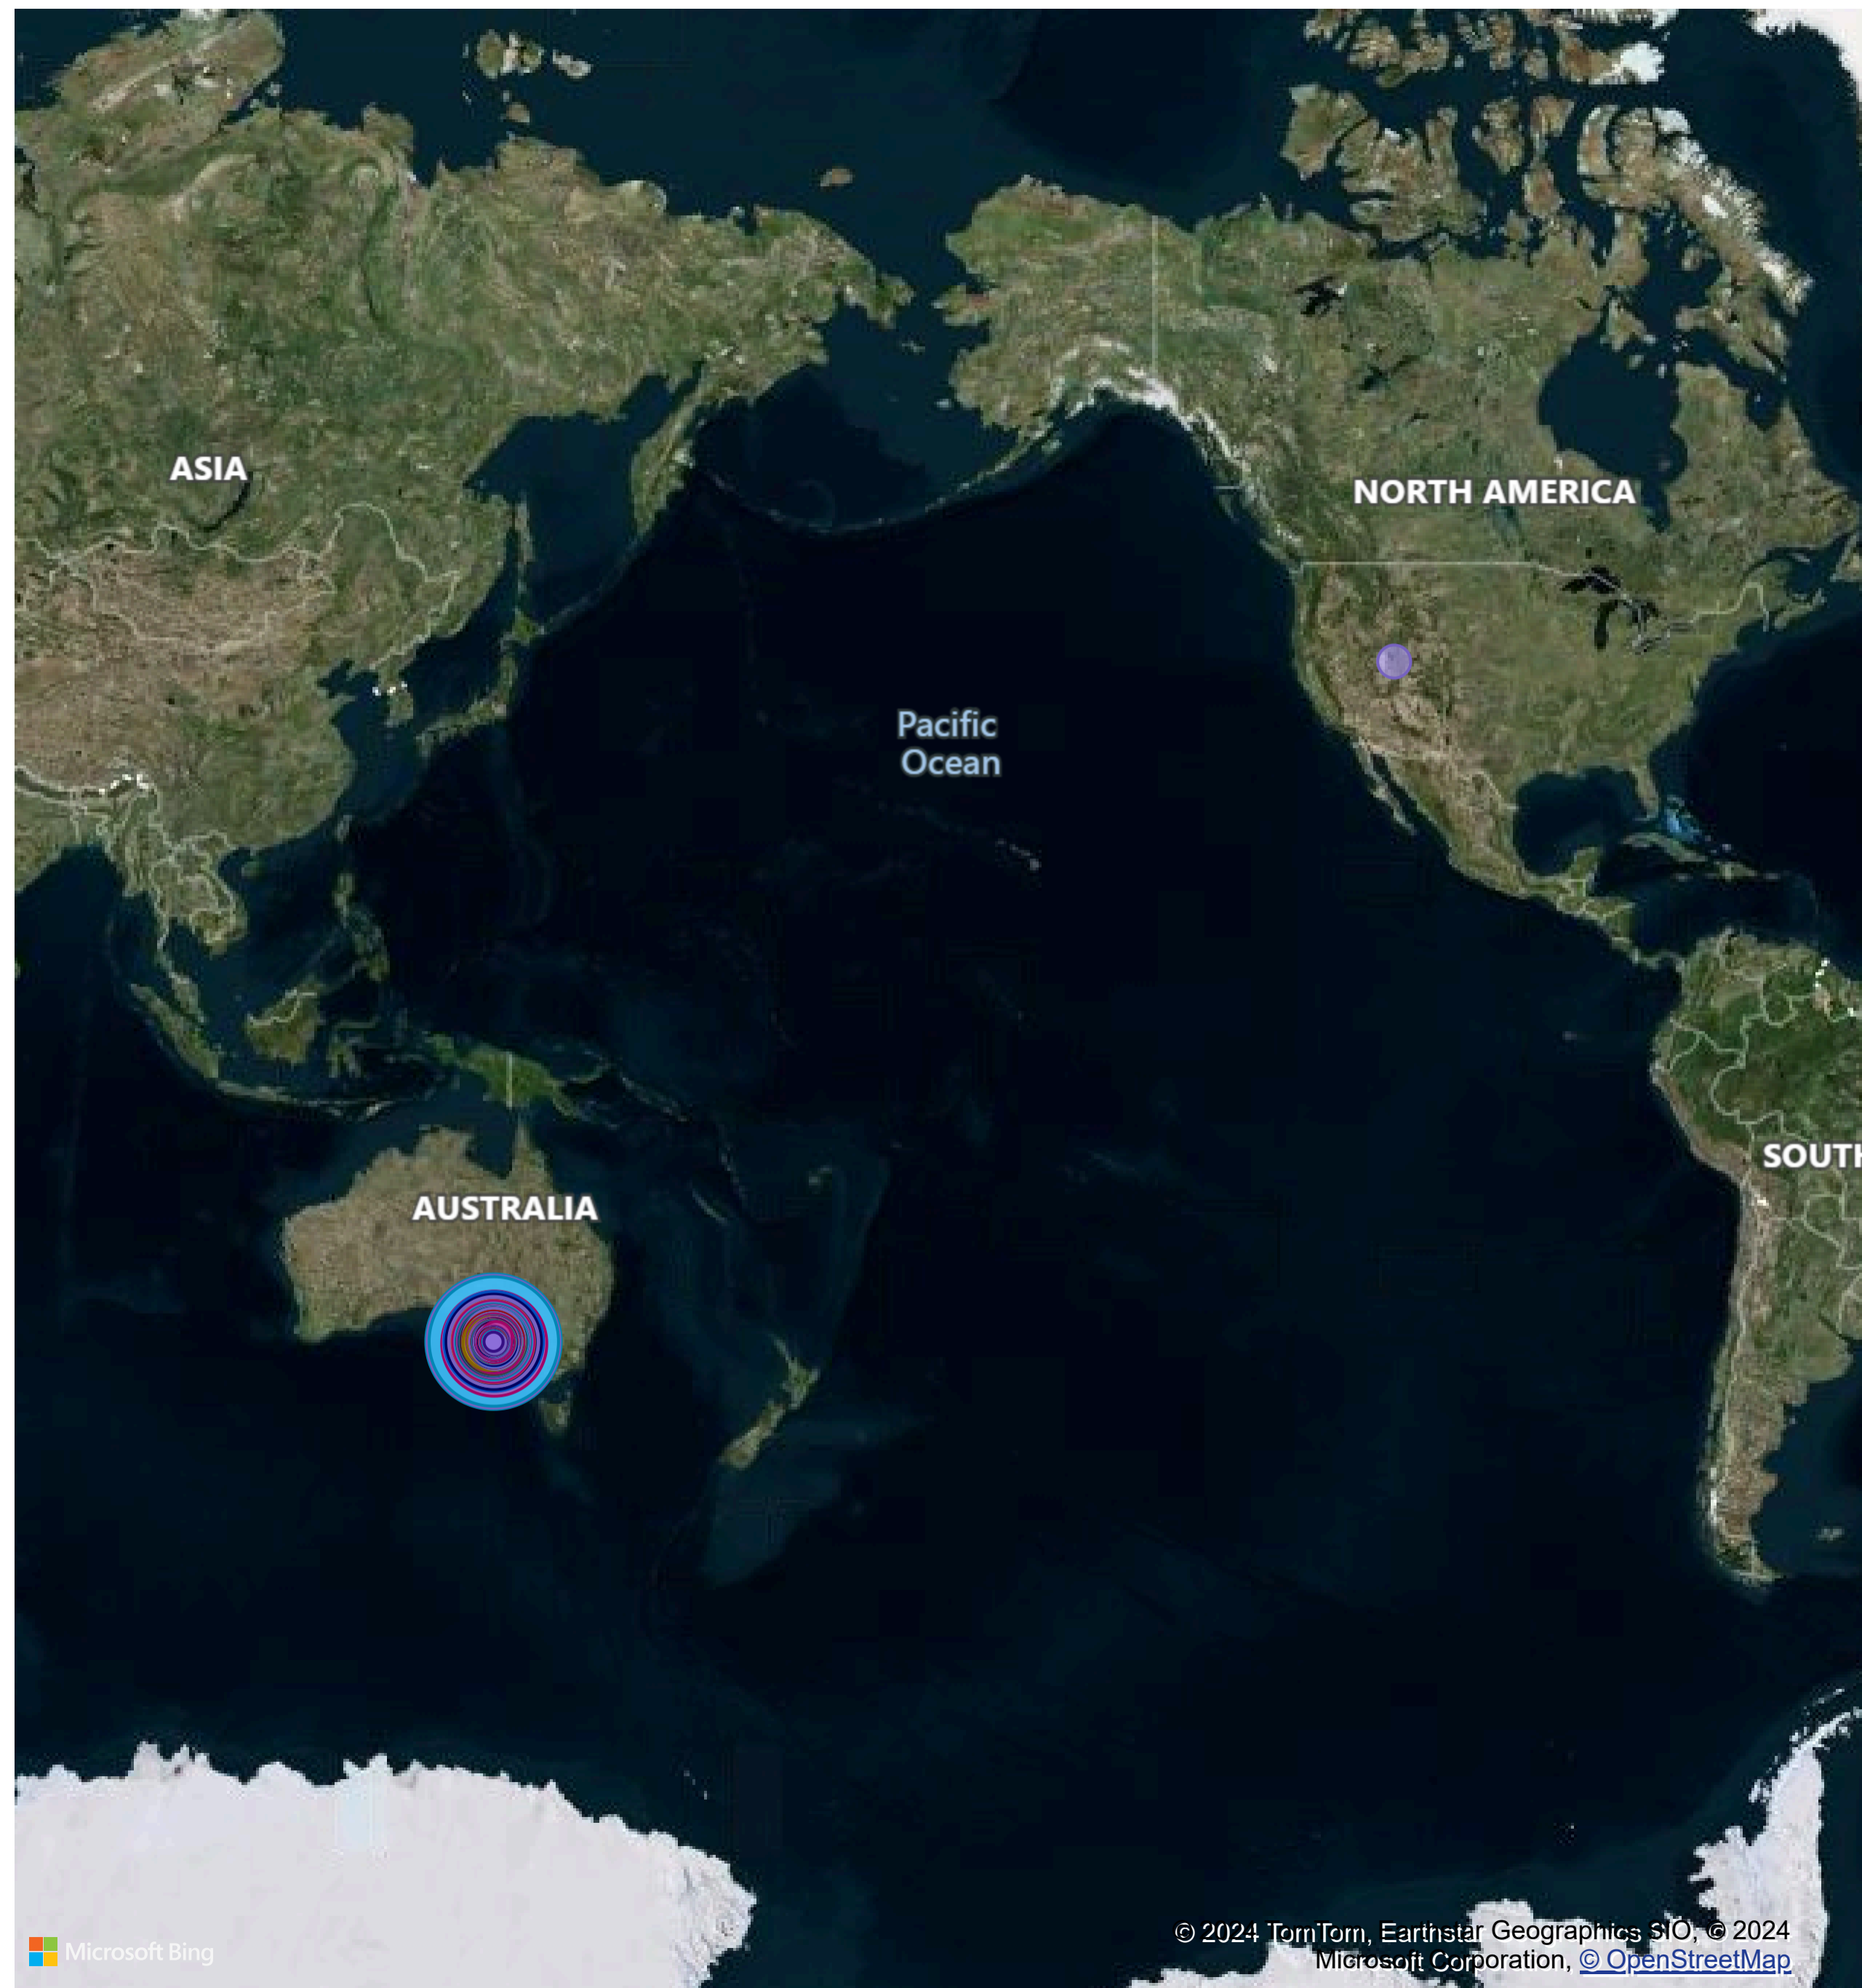 ASIA
NORTH AMERICA
Pacific
Ocean
SOUTH
AUSTRALIA
Microsoft Bing
© 2024 TomTom, Earthstar Geographics SIO, © 2024
Microsoft Corporation, © OpenStreetMap